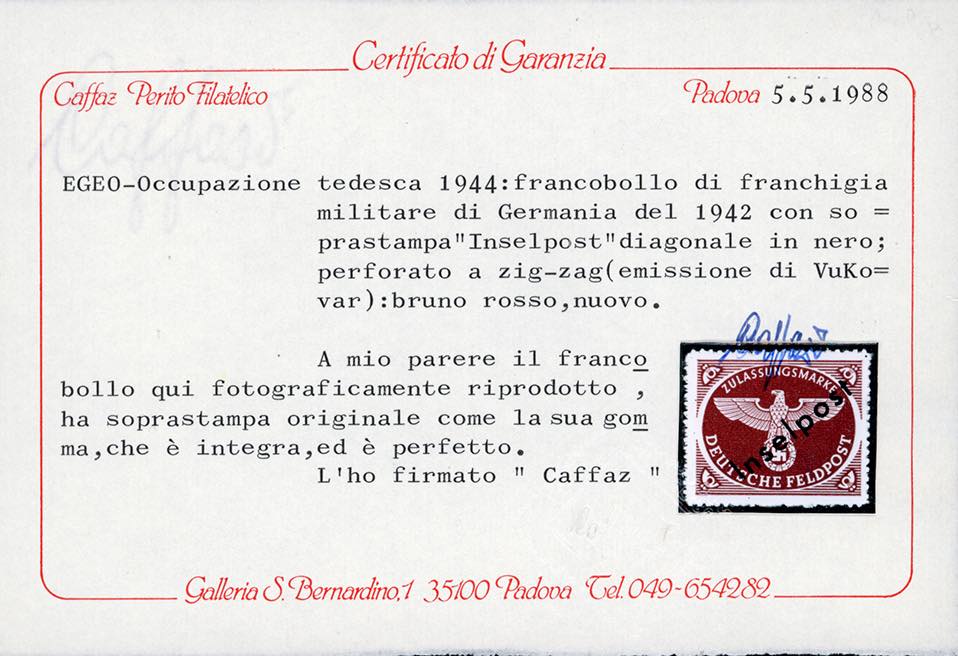 Certificato di Garanzia
Caffaz Perito Filatelico
Padova 5.5.1988
Caffaz
EGEO-Occupazione tedesca 1944:francobollo di franchigia
militare di Germania del 1942 con so =
prastampa"Inselpost"diagonale in nero;
perforato a zig-zag(emissione di VuKo=
var):bruno rosso,nuovo.
Caffaz
A mio parere il franco
bollo qui fotograficamente riprodotto ,
ha soprastampa originale come la sua gom
ma,che è integra,ed è perfetto.
L'ho firmato " Caffaz "
ZULASSUNGSMARKE
Inselpost
DEUTSCHE FELDPOST
Galleria S. Bernardino,1 35100 Padova Tel. 049-654282